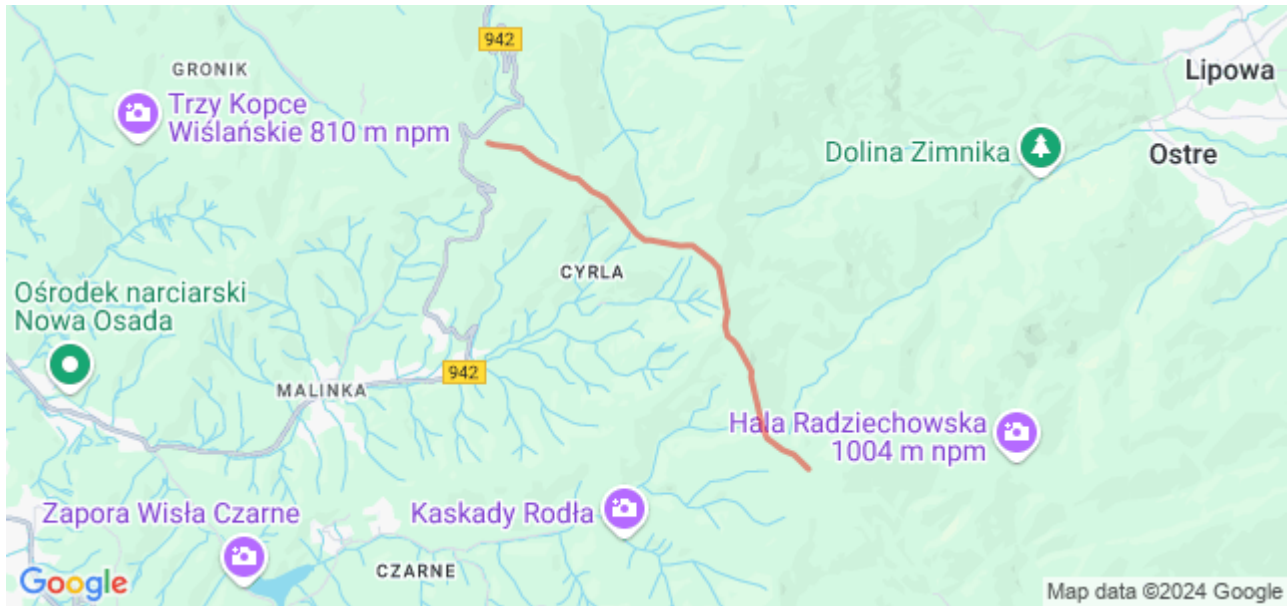 942
GRONIK
Lipowa
Trzy Kopce
Wiślańskie 810 m npm
Dolina Zimnika
Ostre
CYRLA
Ośrodek narciarski
Nowa Osada
942
MALINKA
Hala Radziechowska
1004 m npm
Zapora Wisła Czarne
Kaskady Rodła
CZARNE
Google
Map data ©2024 Google